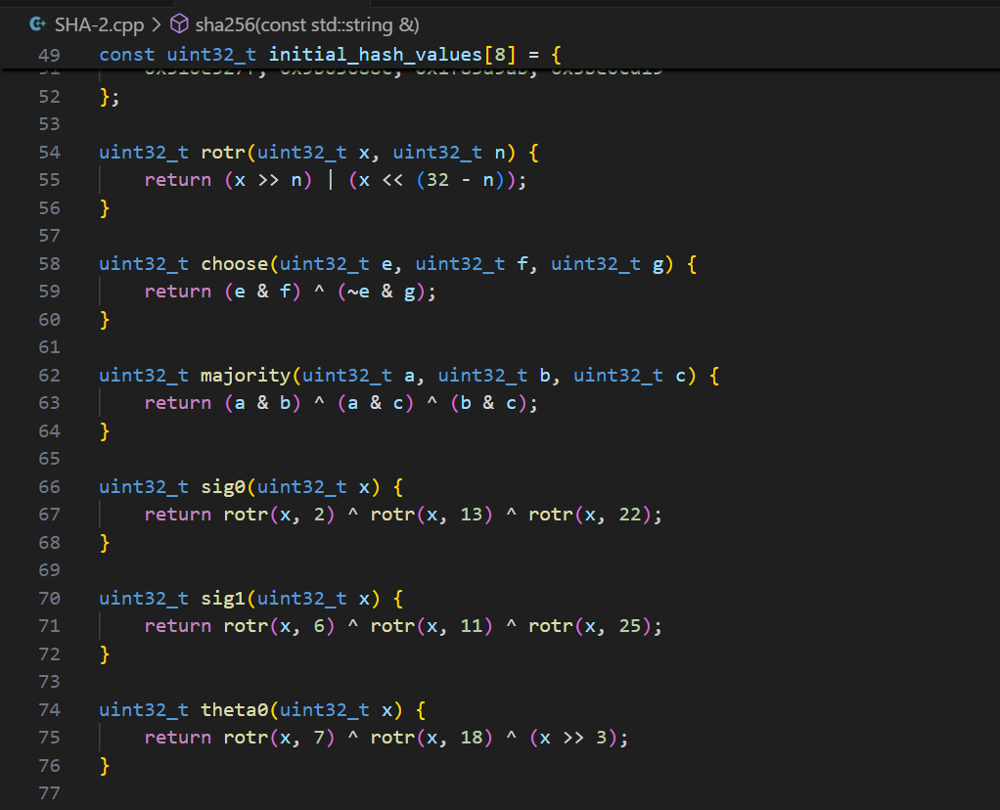 SHA-2.cpp > sha256(const std::string &)
49 const uint32_t initial_hash_values[8] = {
52 };
53
54 uint32_t rotr(uint32_t x, uint32_t n) {
55     return (x >> n) | (x << (32 - n));
56 }
57
58 uint32_t choose(uint32_t e, uint32_t f, uint32_t g) {
59     return (e & f) ^ (~e & g);
60 }
61
62 uint32_t majority(uint32_t a, uint32_t b, uint32_t c) {
63     return (a & b) ^ (a & c) ^ (b & c);
64 }
65
66 uint32_t sig0(uint32_t x) {
67     return rotr(x, 2) ^ rotr(x, 13) ^ rotr(x, 22);
68 }
69
70 uint32_t sig1(uint32_t x) {
71     return rotr(x, 6) ^ rotr(x, 11) ^ rotr(x, 25);
72 }
73
74 uint32_t theta0(uint32_t x) {
75     return rotr(x, 7) ^ rotr(x, 18) ^ (x >> 3);
76 }
77